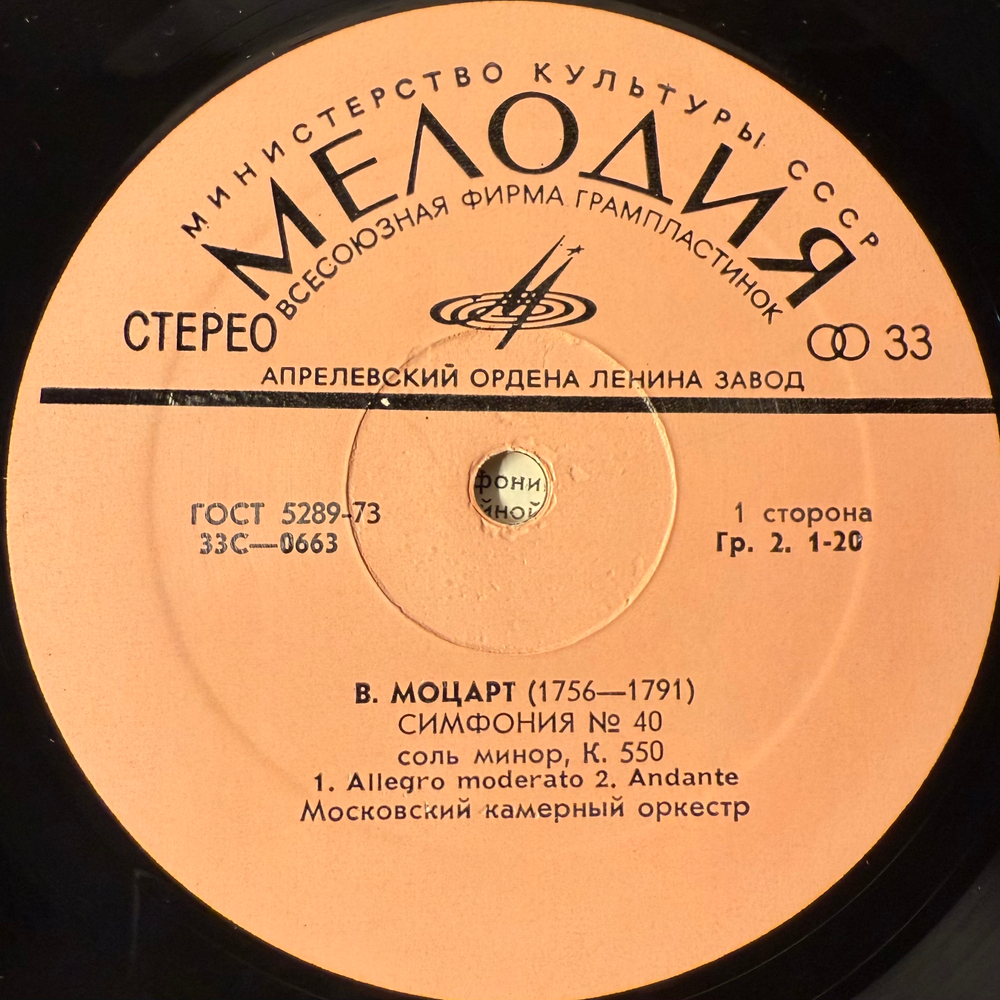 МИНИСТЕРСТВО КУЛЬТУРЫ СССР
МЕЛОДИЯ
ВСЕСОЮЗНАЯ ФИРМА ГРАМПЛАСТИНОК
СТЕРЕО
33
АПРЕЛЕВСКИЙ ОРДЕНА ЛЕНИНА ЗАВОД
фони
йной
ГОСТ 5289-73
1 сторона
33С—0663
Гр. 2. 1-20
В. МОЦАРТ (1756—1791)
СИМФОНИЯ № 40
соль минор, К. 550
1. Allegro moderato 2. Andante
Московский камерный оркестр